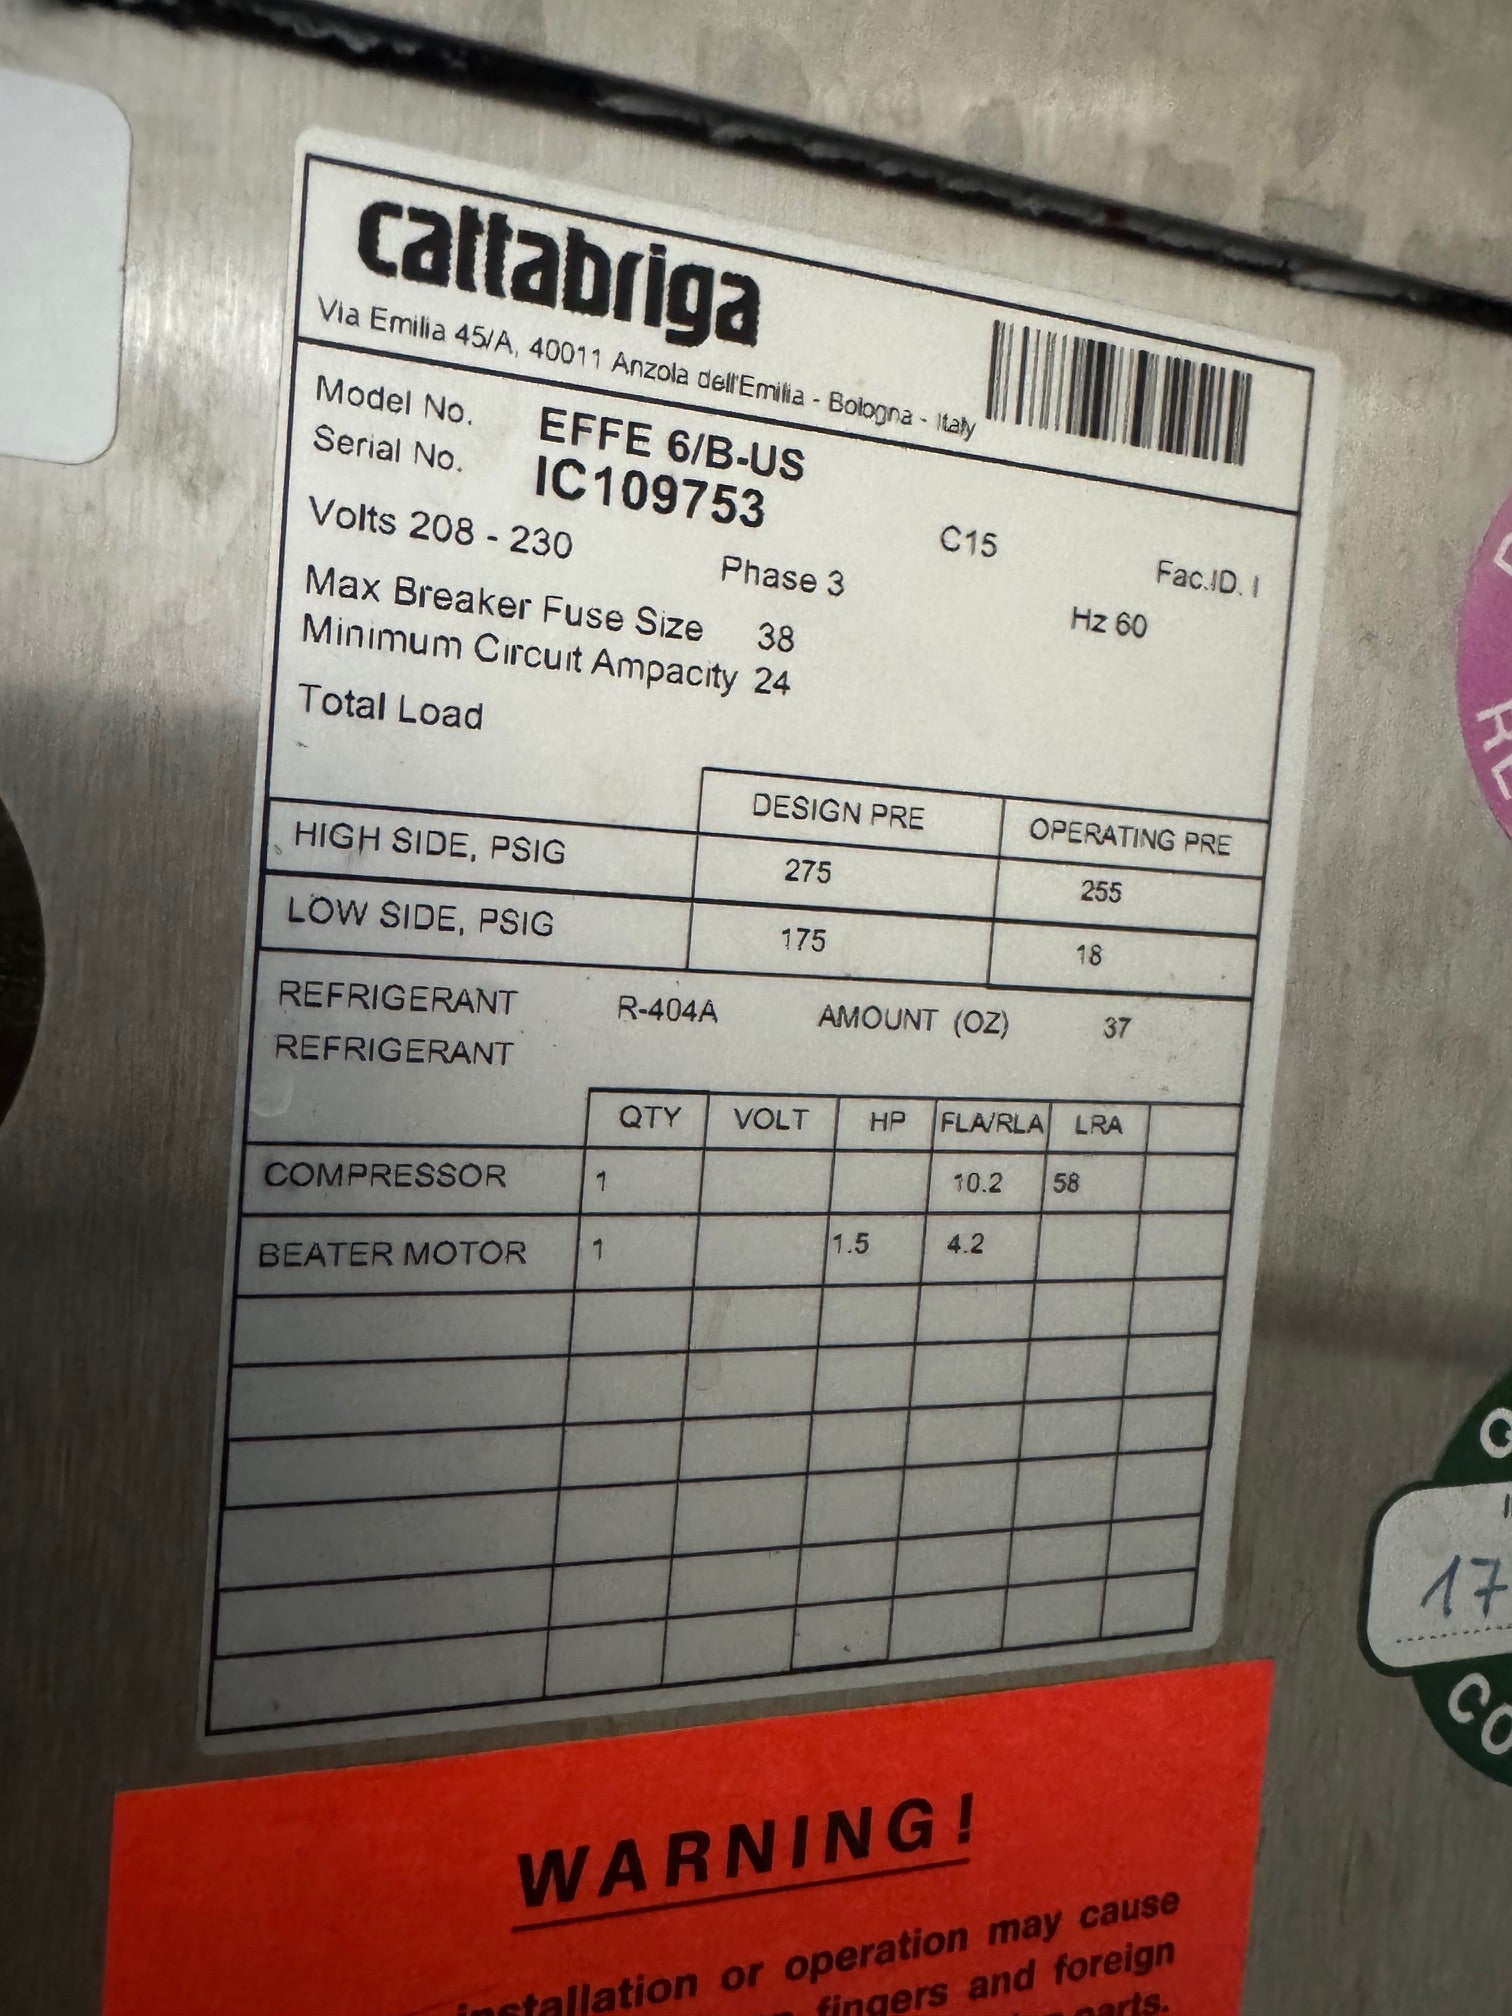 cattabriga
Via Emilia 45/A, 40011 Anzola dell'Emilia - Bologna - Italy
Model No. EFFE 6/B-US
Serial No. IC109753
C15 Fac.ID. I
Volts 208 - 230 Phase 3 Hz 60
Max Breaker Fuse Size 38
Minimum Circuit Ampacity 24
Total Load
DESIGN PRE OPERATING PRE
HIGH SIDE, PSIG 275 255
LOW SIDE, PSIG 175 18
REFRIGERANT R-404A AMOUNT (OZ) 37
REFRIGERANT
QTY VOLT HP FLA/RLA LRA
COMPRESSOR 1 10.2 58
BEATER MOTOR 1 1.5 4.2
17
WARNING!
installation or operation may cause
fingers and foreign
parts.